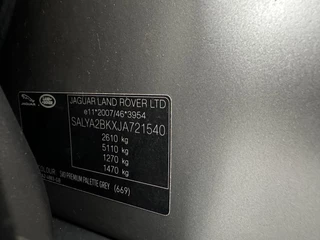 JAGUAR LAND ROVER LTD
e11*2007/46*3954
SALYA2BKXJA721540
2610 kg
5110 kg
1270 kg
1470 kg
COLOUR: PREMIUM PALETTE GREY (669)